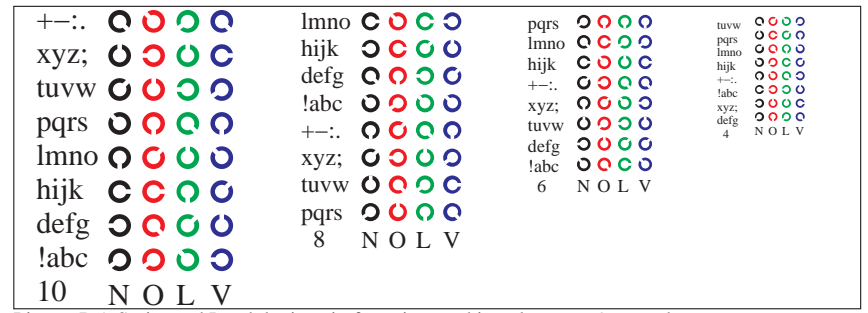 +−:.
xyz;
tuvw
pqrs
lmno
hijk
defg
!abc
10 N O L V
lmno
hijk
defg
!abc
+−:.
xyz;
tuvw
pqrs
8 N O L V
pqrs
lmno
hijk
+−:.
xyz;
tuvw
defg
!abc
6 N O L V
tuvw
pqrs
lmno
hijk
+−:.
!abc
xyz;
defg
4 N O L V